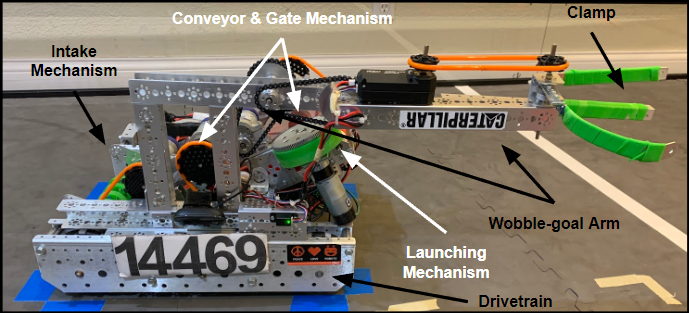 Conveyor & Gate Mechanism
Clamp
Intake
Mechanism
CATERPILLAR
Wobble-goal Arm
14469
Launching
Mechanism
Drivetrain